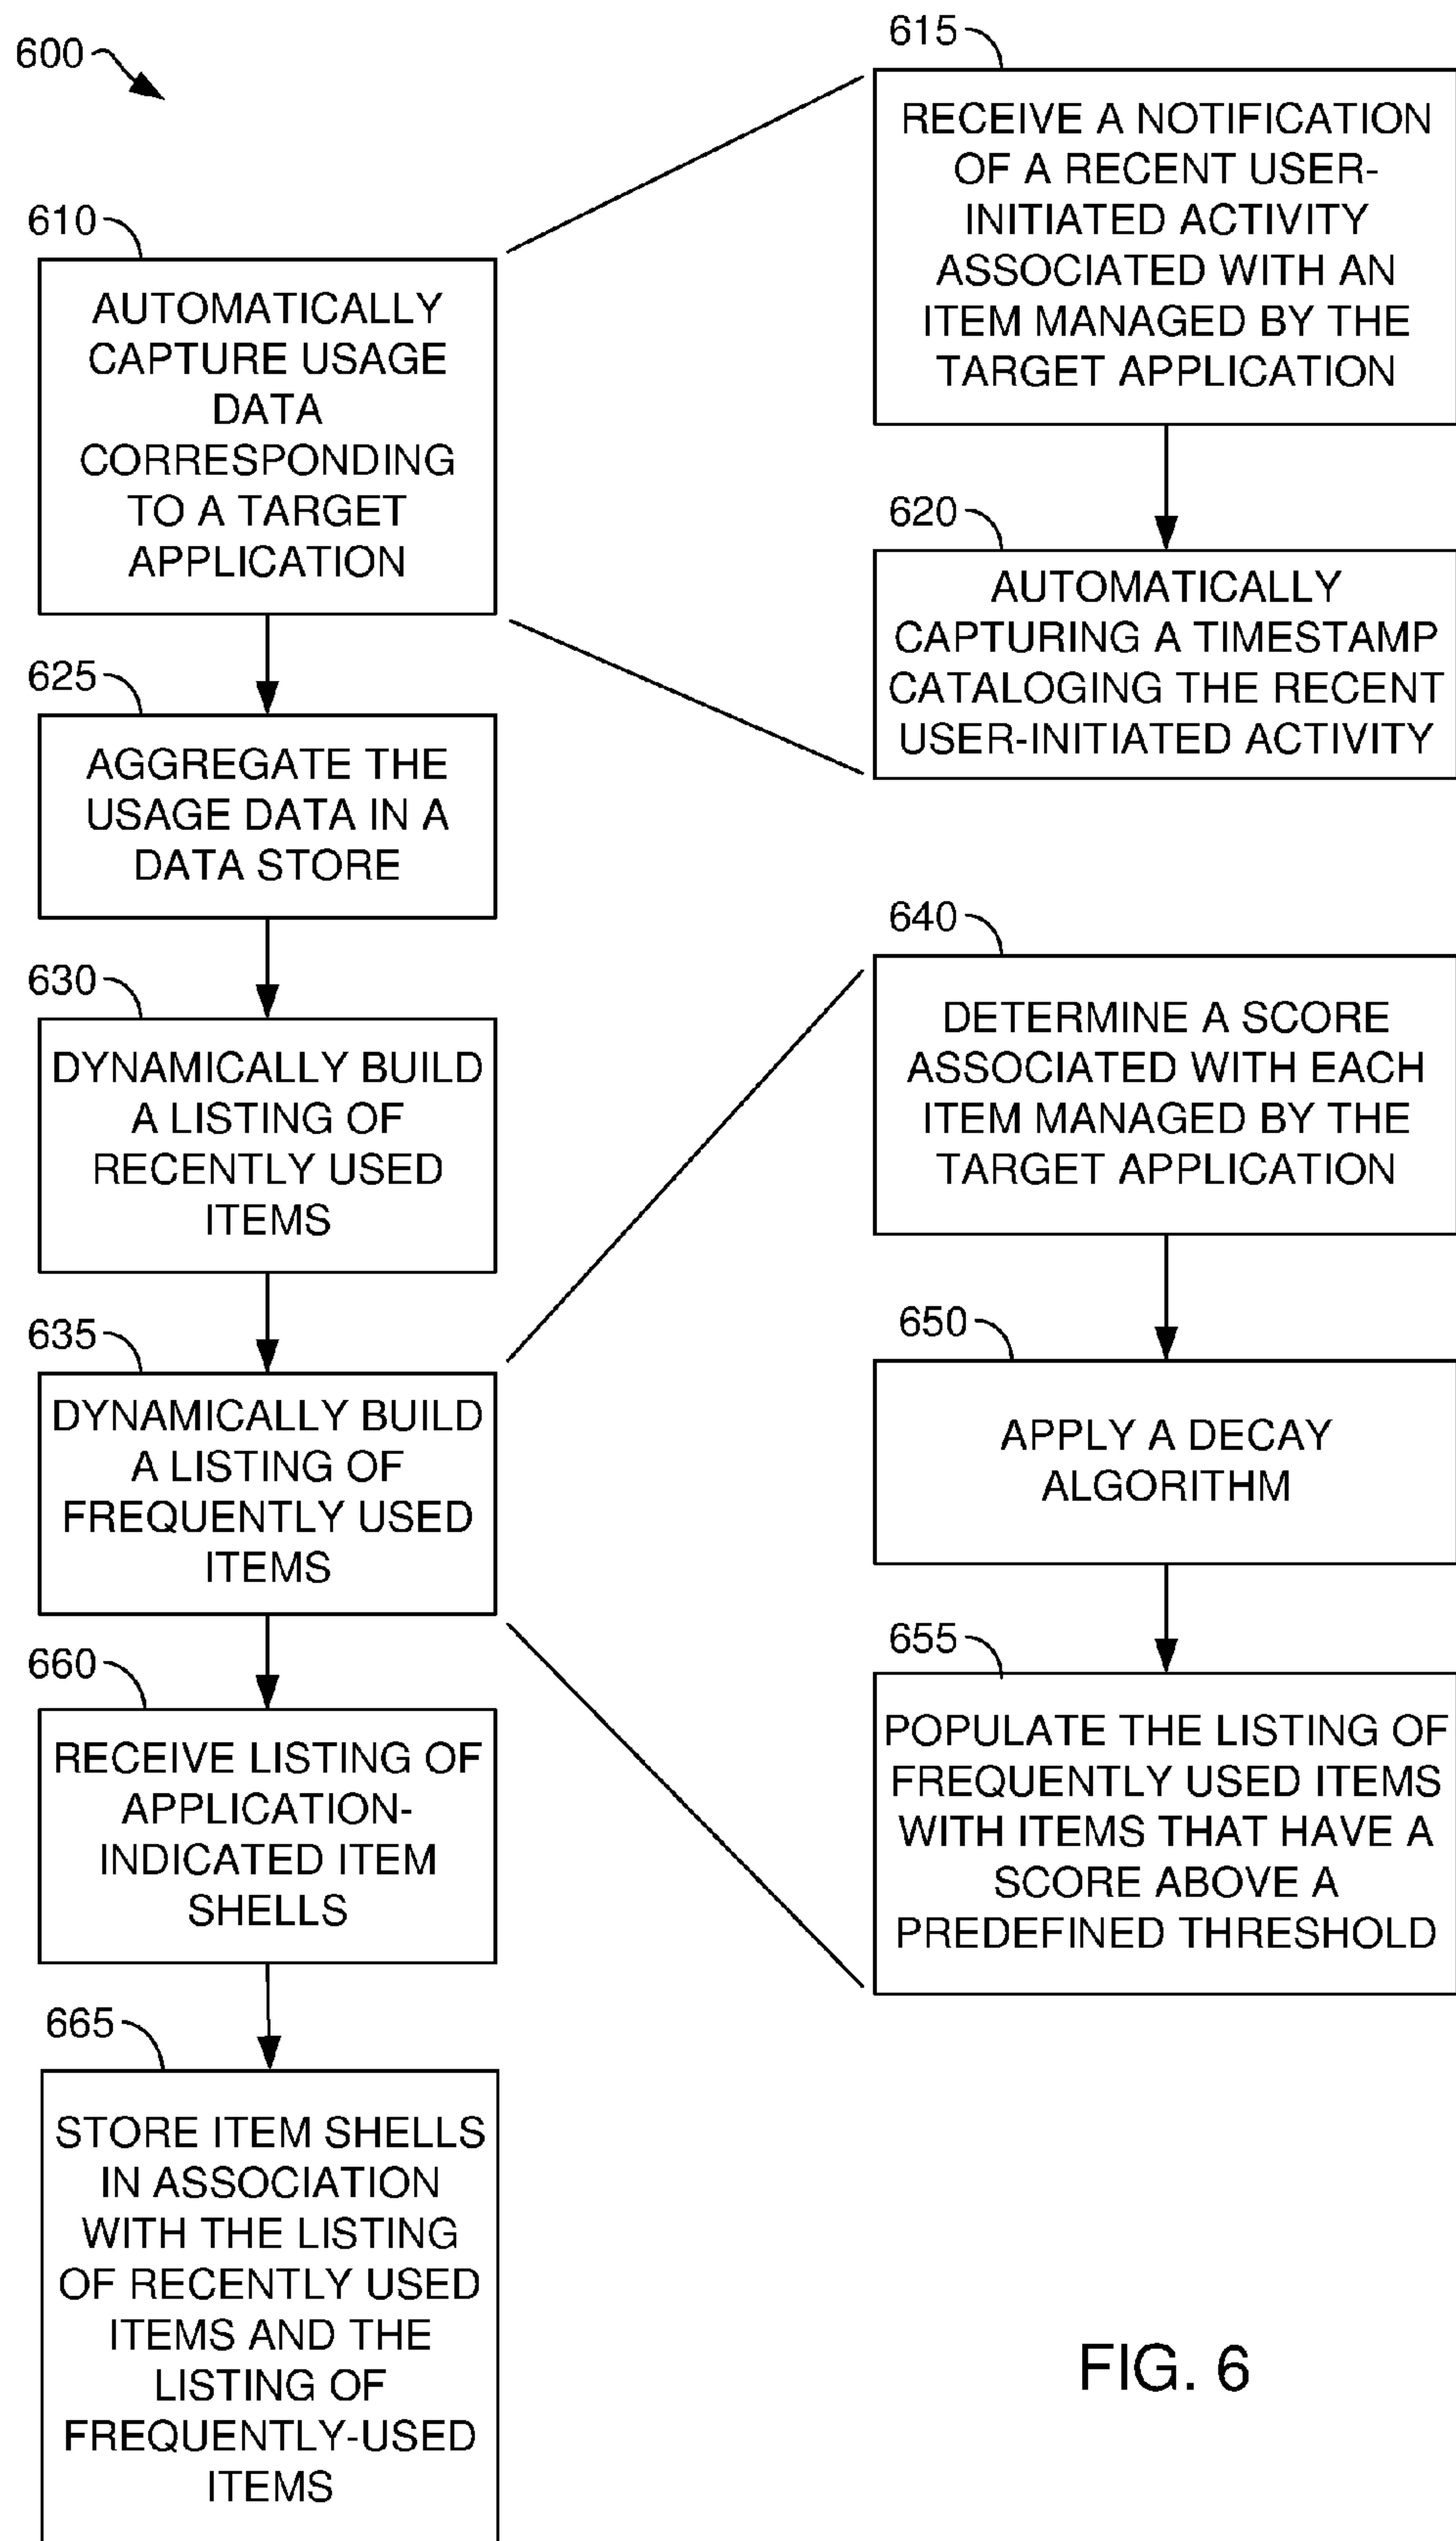 600
610
AUTOMATICALLY
CAPTURE USAGE
DATA
CORRESPONDING
TO A TARGET
APPLICATION
615
RECEIVE A NOTIFICATION
OF A RECENT USER-
INITIATED ACTIVITY
ASSOCIATED WITH AN
ITEM MANAGED BY THE
TARGET APPLICATION
620
AUTOMATICALLY
CAPTURING A TIMESTAMP
CATALOGING THE RECENT
USER-INITIATED ACTIVITY
625
AGGREGATE THE
USAGE DATA IN A
DATA STORE
630
DYNAMICALLY BUILD
A LISTING OF
RECENTLY USED
ITEMS
635
DYNAMICALLY BUILD
A LISTING OF
FREQUENTLY USED
ITEMS
640
DETERMINE A SCORE
ASSOCIATED WITH EACH
ITEM MANAGED BY THE
TARGET APPLICATION
650
APPLY A DECAY
ALGORITHM
655
POPULATE THE LISTING OF
FREQUENTLY USED ITEMS
WITH ITEMS THAT HAVE A
SCORE ABOVE A
PREDEFINED THRESHOLD
660
RECEIVE LISTING OF
APPLICATION-
INDICATED ITEM
SHELLS
665
STORE ITEM SHELLS
IN ASSOCIATION
WITH THE LISTING
OF RECENTLY USED
ITEMS AND THE
LISTING OF
FREQUENTLY-USED
ITEMS
FIG. 6